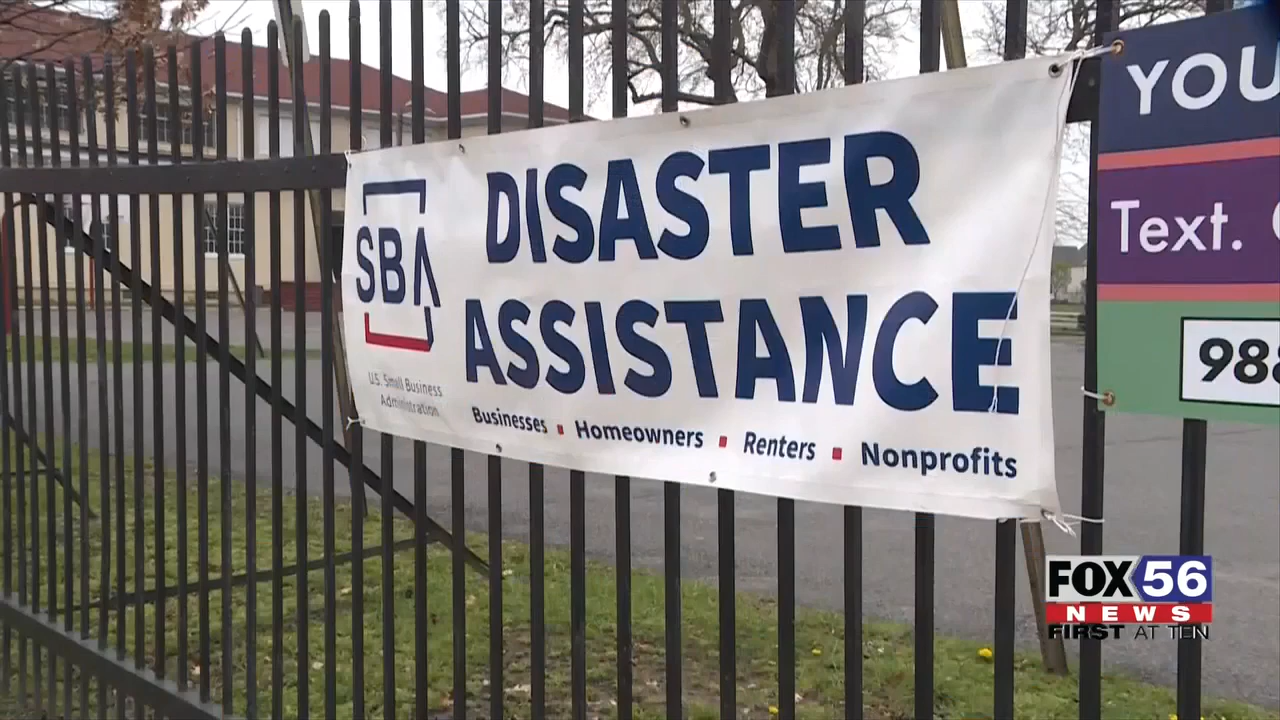 DISASTER
ASSISTANCE
SBA
U.S. Small Business
Administration
Businesses ▪ Homeowners ▪ Renters ▪ Nonprofits
YOU
Text.
98
FOX 56
NEWS
FIRST AT TEN